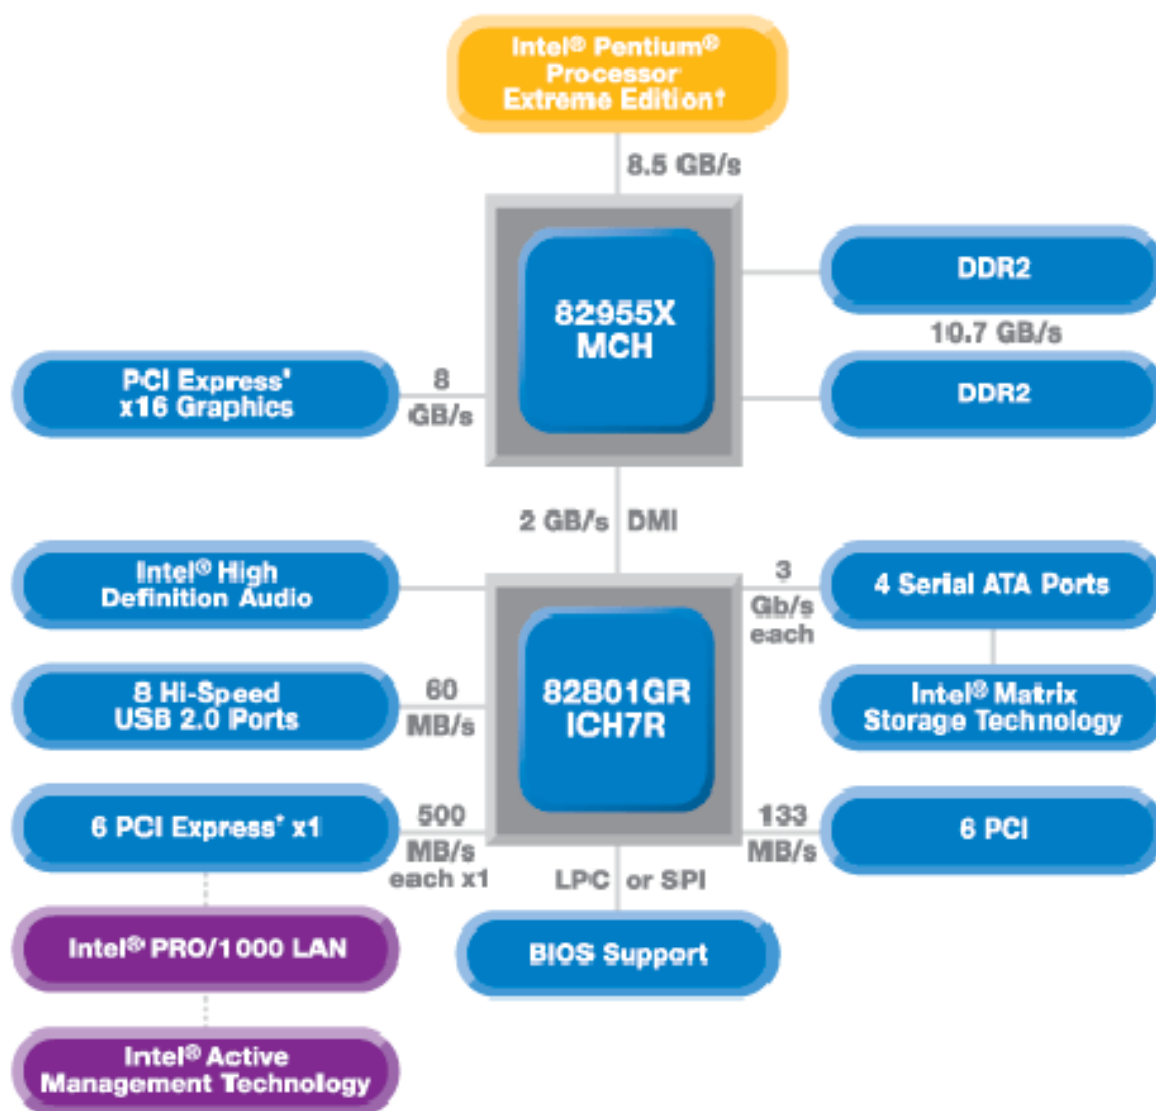 Intel® Pentium®
Processor
Extreme Edition†
8.5 GB/s
82955X
MCH
DDR2
10.7 GB/s
DDR2
PCI Express*
x16 Graphics
8
GB/s
2 GB/s DMI
Intel® High
Definition Audio
3
Gb/s
each
4 Serial ATA Ports
8 Hi-Speed
USB 2.0 Ports
60
MB/s
82801GR
ICH7R
Intel® Matrix
Storage Technology
6 PCI Express* x1
500
MB/s
each x1
133
MB/s
6 PCI
LPC or SPI
Intel® PRO/1000 LAN
BIOS Support
Intel® Active
Management Technology